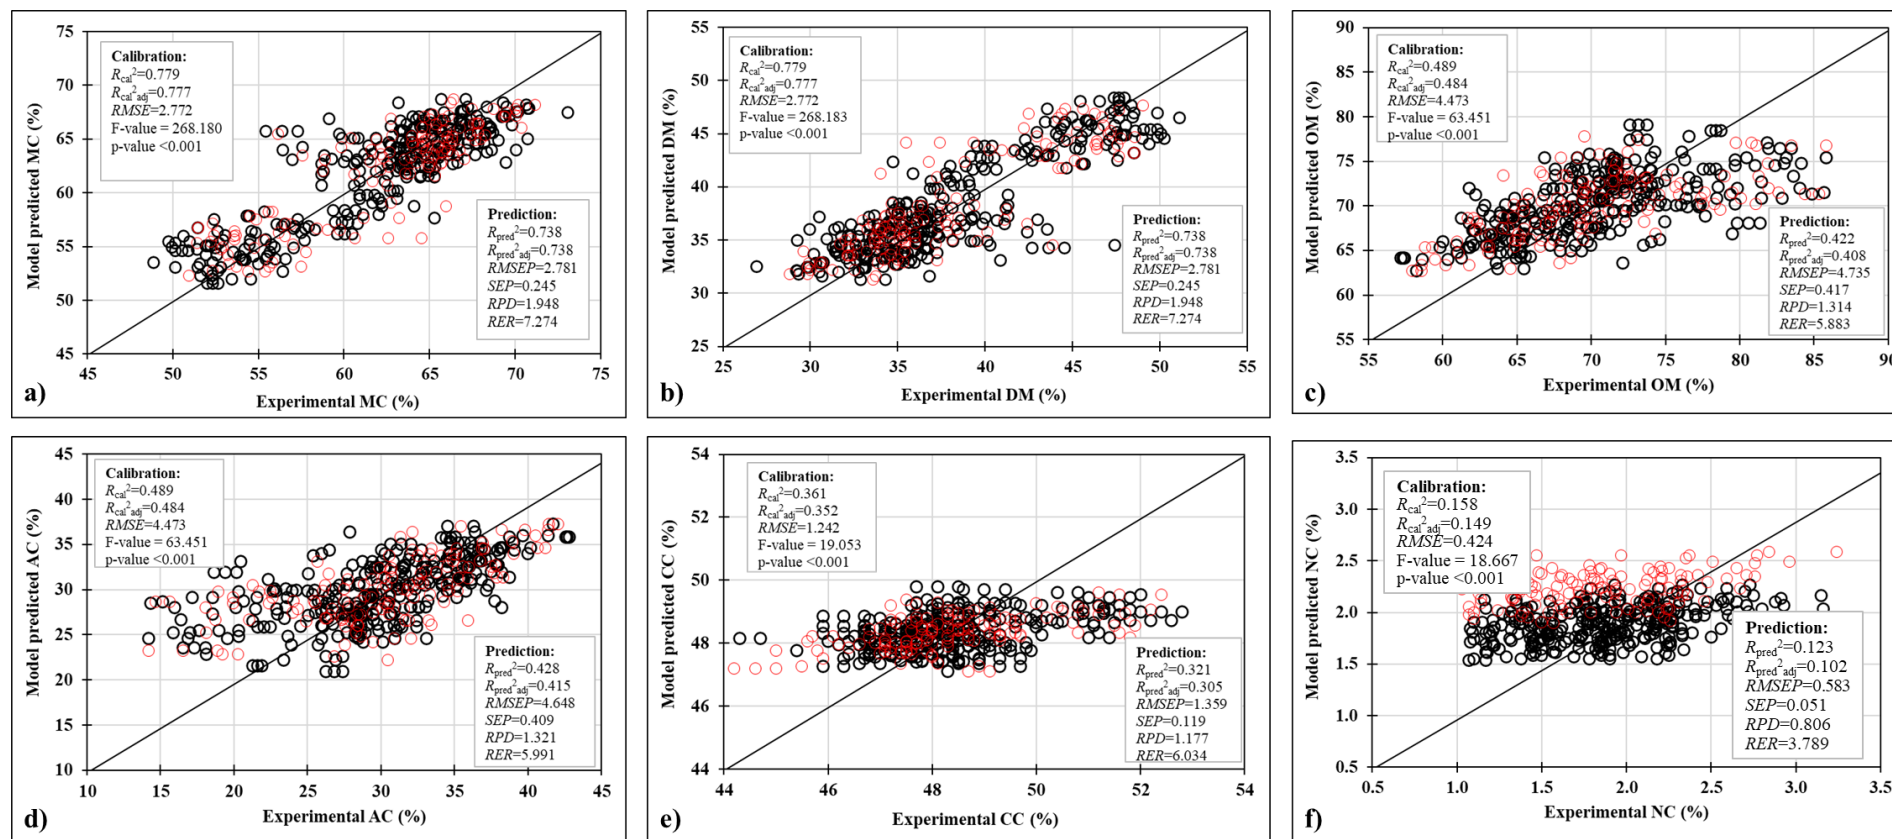 75
70
65
60
55
50
45
Model predicted MC (%)
Calibration:
Rcal²=0.779
Rcal²adj=0.777
RMSE=2.772
F-value = 268.180
p-value <0.001
Prediction:
Rpred²=0.738
Rpred²adj=0.738
RMSEP=2.781
SEP=0.245
RPD=1.948
RER=7.274
45 50 55 60 65 70 75
Experimental MC (%)
a)
55
50
45
40
35
30
25
Model predicted DM (%)
Calibration:
Rcal²=0.779
Rcal²adj=0.777
RMSE=2.772
F-value = 268.183
p-value <0.001
Prediction:
Rpred²=0.738
Rpred²adj=0.738
RMSEP=2.781
SEP=0.245
RPD=1.948
RER=7.274
25 30 35 40 45 50 55
Experimental DM (%)
b)
90
85
80
75
70
65
60
55
Model predicted OM (%)
Calibration:
Rcal²=0.489
Rcal²adj=0.484
RMSE=4.473
F-value = 63.451
p-value <0.001
Prediction:
Rpred²=0.422
Rpred²adj=0.408
RMSEP=4.735
SEP=0.417
RPD=1.314
RER=5.883
55 60 65 70 75 80 85 90
Experimental OM (%)
c)
45
40
35
30
25
20
15
10
Model predicted AC (%)
Calibration:
Rcal²=0.489
Rcal²adj=0.484
RMSE=4.473
F-value = 63.451
p-value <0.001
Prediction:
Rpred²=0.428
Rpred²adj=0.415
RMSEP=4.648
SEP=0.409
RPD=1.321
RER=5.991
10 15 20 25 30 35 40 45
Experimental AC (%)
d)
54
52
50
48
46
44
Model predicted CC (%)
Calibration:
Rcal²=0.361
Rcal²adj=0.352
RMSE=1.242
F-value = 19.053
p-value <0.001
Prediction:
Rpred²=0.321
Rpred²adj=0.305
RMSEP=1.359
SEP=0.119
RPD=1.177
RER=6.034
44 46 48 50 52 54
Experimental CC (%)
e)
3.5
3.0
2.5
2.0
1.5
1.0
0.5
Model predicted NC (%)
Calibration:
Rcal²=0.158
Rcal²adj=0.149
RMSE=0.424
F-value = 18.667
p-value <0.001
Prediction:
Rpred²=0.123
Rpred²adj=0.102
RMSEP=0.583
SEP=0.051
RPD=0.806
RER=3.789
0.5 1.0 1.5 2.0 2.5 3.0 3.5
Experimental NC (%)
f)